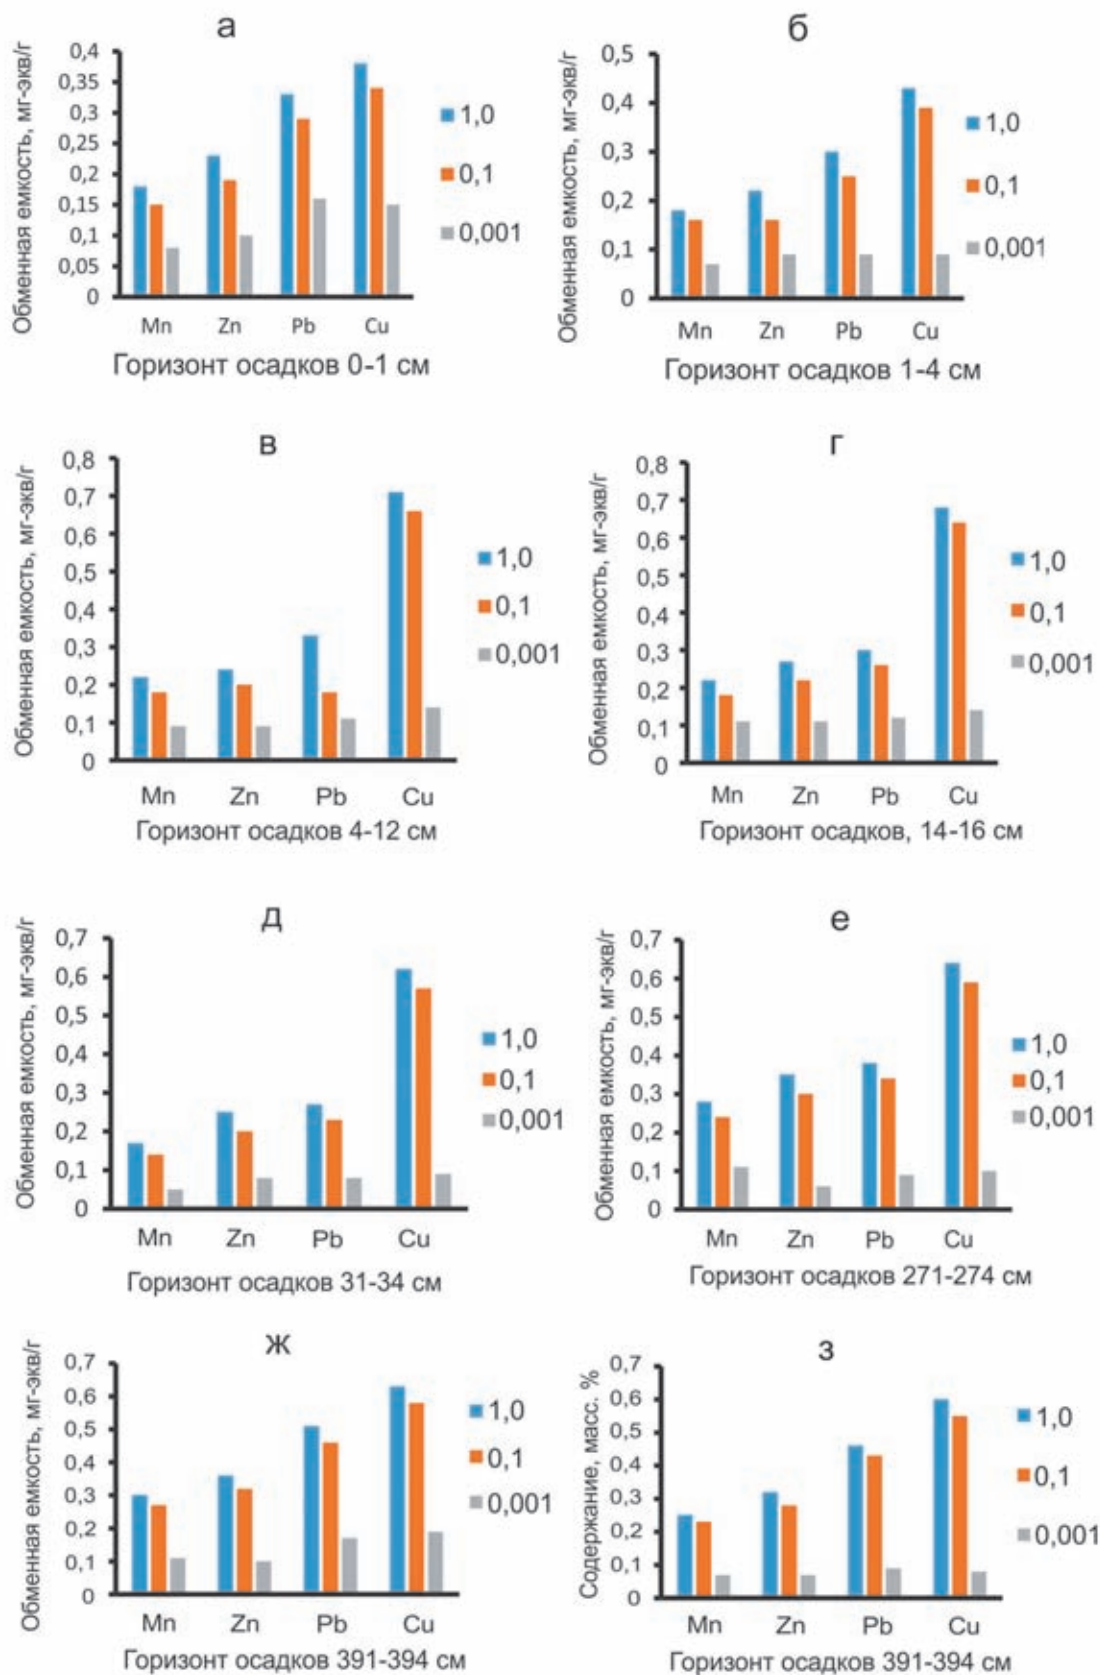 а
Обменная емкость, мг-экв/г
0,4
0,35
0,3
0,25
0,2
0,15
0,1
0,05
0
Mn Zn Pb Cu
1,0
0,1
0,001
Горизонт осадков 0-1 см
б
Обменная емкость, мг-экв/г
0,5
0,4
0,3
0,2
0,1
0
Mn Zn Pb Cu
1,0
0,1
0,001
Горизонт осадков 1-4 см
в
Обменная емкость, мг-экв/г
0,8
0,7
0,6
0,5
0,4
0,3
0,2
0,1
0
Mn Zn Pb Cu
1,0
0,1
0,001
Горизонт осадков 4-12 см
г
Обменная емкость, мг-экв/г
0,8
0,7
0,6
0,5
0,4
0,3
0,2
0,1
0
Mn Zn Pb Cu
1,0
0,1
0,001
Горизонт осадков, 14-16 см
д
Обменная емкость, мг-экв/г
0,7
0,6
0,5
0,4
0,3
0,2
0,1
0
Mn Zn Pb Cu
1,0
0,1
0,001
Горизонт осадков 31-34 см
е
Обменная емкость, мг-экв/г
0,7
0,6
0,5
0,4
0,3
0,2
0,1
0
Mn Zn Pb Cu
1,0
0,1
0,001
Горизонт осадков 271-274 см
ж
Обменная емкость, мг-экв/г
0,7
0,6
0,5
0,4
0,3
0,2
0,1
0
Mn Zn Pb Cu
1,0
0,1
0,001
Горизонт осадков 391-394 см
з
Содержание, масс. %
0,7
0,6
0,5
0,4
0,3
0,2
0,1
0
Mn Zn Pb Cu
1,0
0,1
0,001
Горизонт осадков 391-394 см